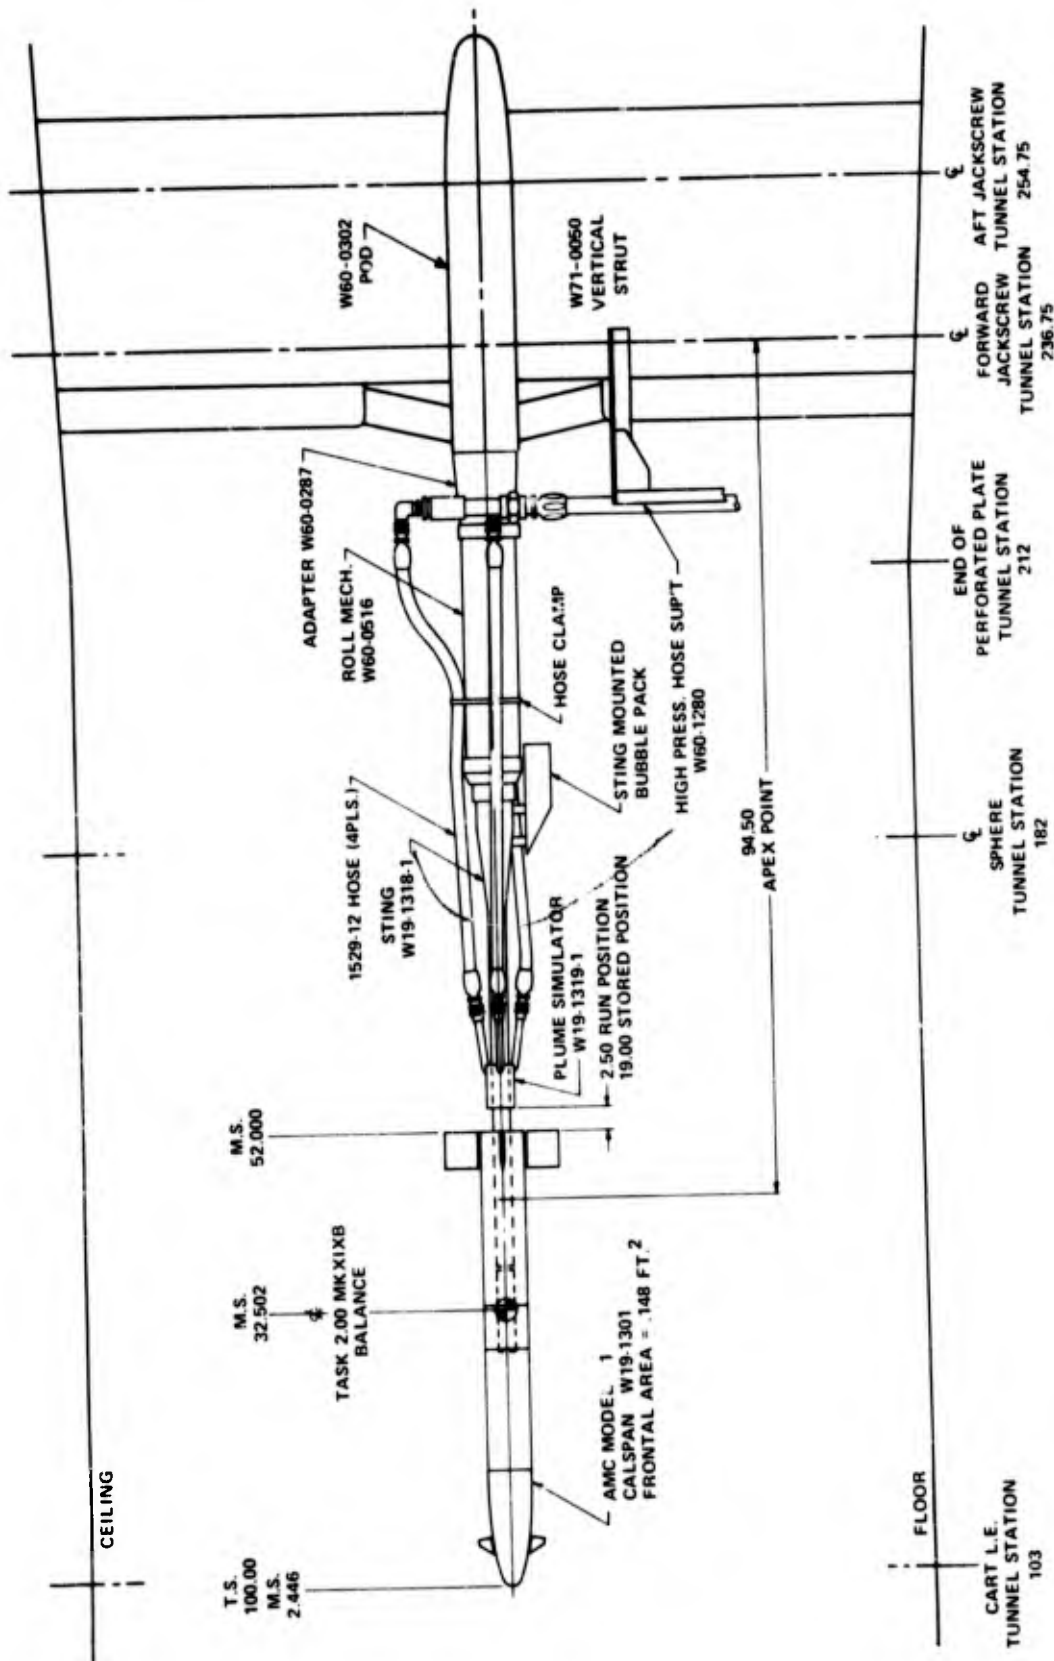 CEILING
T.S.
100.00
M.S.
2.446
M.S.
32.502
℄
TASK 2.00 MKXIXB
BALANCE
M.S.
52.000
1529-12 HOSE (4PLS.)
STING
W19-1318-1
ROLL MECH.
W60-0516
ADAPTER W60-0287
W60-0302
POD
AMC MODEL 1
CALSPAN W19-1301
FRONTAL AREA = .148 FT.2
PLUME SIMULATOR
W19-1319-1
2.50 RUN POSITION
19.00 STORED POSITION
HOSE CLAMP
STING MOUNTED
BUBBLE PACK
HIGH PRESS. HOSE SUP'T
W60-1280
W71-0050
VERTICAL
STRUT
94.50
APEX POINT
FLOOR
CART L.E.
TUNNEL STATION
103
℄
SPHERE
TUNNEL STATION
182
END OF
PERFORATED PLATE
TUNNEL STATION
212
℄
FORWARD
JACKSCREW
TUNNEL STATION
236.75
℄
AFT JACKSCREW
TUNNEL STATION
254.75